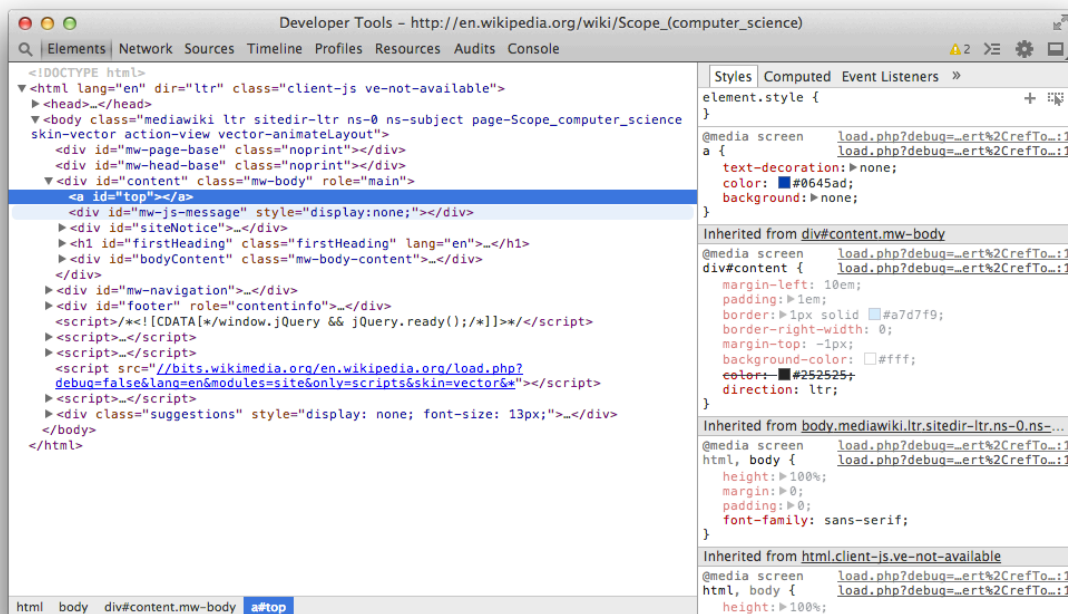 Developer Tools - http://en.wikipedia.org/wiki/Scope_(computer_science)
Elements Network Sources Timeline Profiles Resources Audits Console 2
<!DOCTYPE html>
▼<html lang="en" dir="ltr" class="client-js ve-not-available">
▶<head>…</head>
▼<body class="mediawiki ltr sitedir-ltr ns-0 ns-subject page-Scope_computer_science
skin-vector action-view vector-animateLayout">
<div id="mw-page-base" class="noprint"></div>
<div id="mw-head-base" class="noprint"></div>
▼<div id="content" class="mw-body" role="main">
<a id="top"></a>
<div id="mw-js-message" style="display:none;"></div>
▶<div id="siteNotice">…</div>
▶<h1 id="firstHeading" class="firstHeading" lang="en">…</h1>
▶<div id="bodyContent" class="mw-body-content">…</div>
</div>
▶<div id="mw-navigation">…</div>
▶<div id="footer" role="contentinfo">…</div>
<script>/*<![CDATA[*/window.jQuery && jQuery.ready();/*]]>*/</script>
▶<script>…</script>
▶<script>…</script>
<script src="//bits.wikimedia.org/en.wikipedia.org/load.php?
debug=false&lang=en&modules=site&only=scripts&skin=vector&*"></script>
▶<script>…</script>
▶<div class="suggestions" style="display: none; font-size: 13px;">…</div>
</body>
</html>
html body div#content.mw-body a#top
Styles Computed Event Listeners »
element.style {
}
@media screen load.php?debug=…ert%2CrefTo…:1
a { load.php?debug=…ert%2CrefTo…:1
text-decoration:▶none;
color: #0645ad;
background:▶none;
}
Inherited from div#content.mw-body
@media screen load.php?debug=…ert%2CrefTo…:1
div#content { load.php?debug=…ert%2CrefTo…:1
margin-left: 10em;
padding:▶1em;
border:▶1px solid #a7d7f9;
border-right-width: 0;
margin-top: -1px;
background-color: #fff;
color: #252525;
direction: ltr;
}
Inherited from body.mediawiki.ltr.sitedir-ltr.ns-0.ns-…
@media screen load.php?debug=…ert%2CrefTo…:1
html, body { load.php?debug=…ert%2CrefTo…:1
height:▶100%;
margin:▶0;
padding:▶0;
font-family: sans-serif;
}
Inherited from html.client-js.ve-not-available
@media screen load.php?debug=…ert%2CrefTo…:1
html, body { load.php?debug=…ert%2CrefTo…:1
height:▶100%;